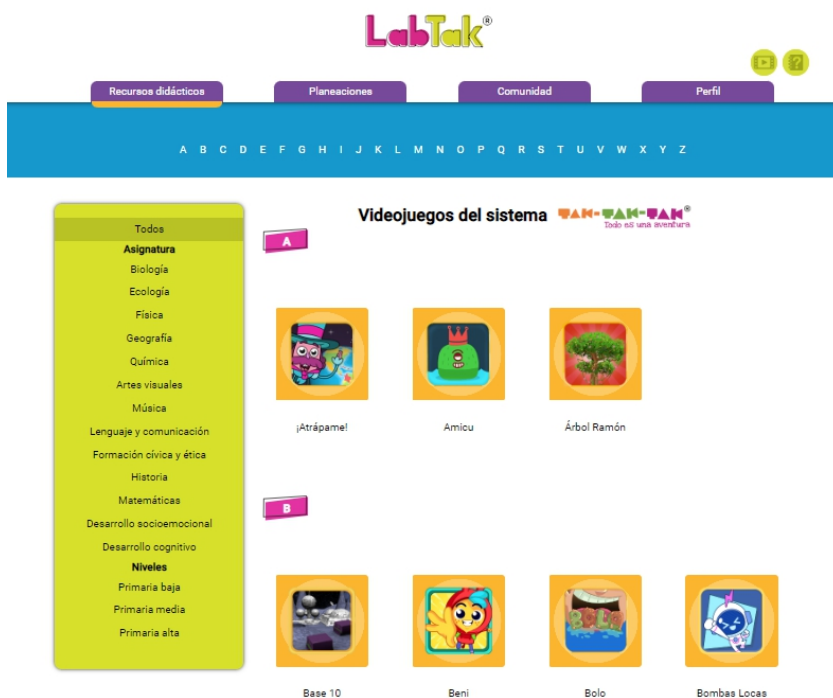 LabTak®
Recursos didácticos Planeaciones Comunidad Perfil
A B C D E F G H I J K L M N O P Q R S T U V W X Y Z
Videojuegos del sistema TAK-TAK-TAK®
Todo es una aventura
Todos
Asignatura
Biología
Ecología
Física
Geografía
Química
Artes visuales
Música
Lenguaje y comunicación
Formación cívica y ética
Historia
Matemáticas
Desarrollo socioemocional
Desarrollo cognitivo
Niveles
Primaria baja
Primaria media
Primaria alta
A
¡Atrápame! Amicu Árbol Ramón
B
BOLO
Base 10 Beni Bolo Bombas Locas